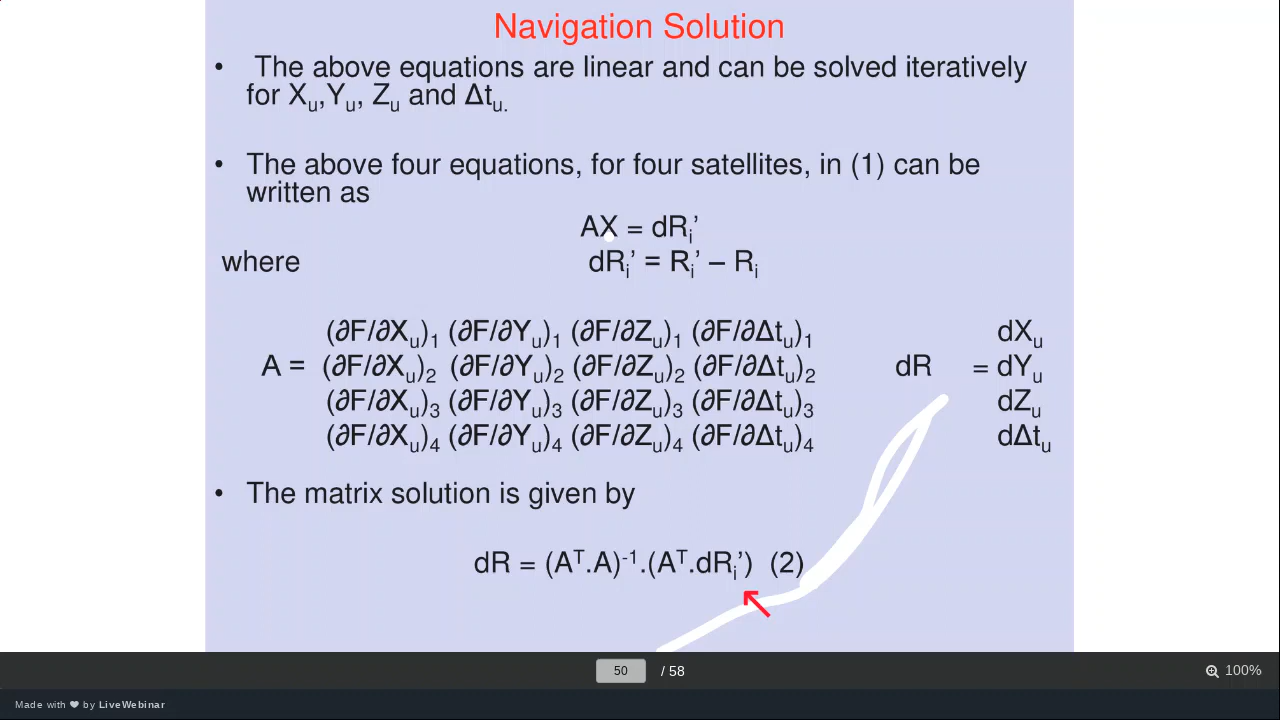 Navigation Solution
• The above equations are linear and can be solved iteratively
for Xᵤ,Yᵤ, Zᵤ and Δtᵤ.
• The above four equations, for four satellites, in (1) can be
written as
AX = dRᵢ’
where dRᵢ’ = Rᵢ’ – Rᵢ
(∂F/∂Xᵤ)₁ (∂F/∂Yᵤ)₁ (∂F/∂Zᵤ)₁ (∂F/∂Δtᵤ)₁ dXᵤ
A = (∂F/∂Xᵤ)₂ (∂F/∂Yᵤ)₂ (∂F/∂Zᵤ)₂ (∂F/∂Δtᵤ)₂ dR = dYᵤ
(∂F/∂Xᵤ)₃ (∂F/∂Yᵤ)₃ (∂F/∂Zᵤ)₃ (∂F/∂Δtᵤ)₃ dZᵤ
(∂F/∂Xᵤ)₄ (∂F/∂Yᵤ)₄ (∂F/∂Zᵤ)₄ (∂F/∂Δtᵤ)₄ dΔtᵤ
• The matrix solution is given by
dR = (Aᵀ.A)⁻¹.(Aᵀ.dRᵢ’) (2)
50 / 58 100%
Made with ❤ by LiveWebinar